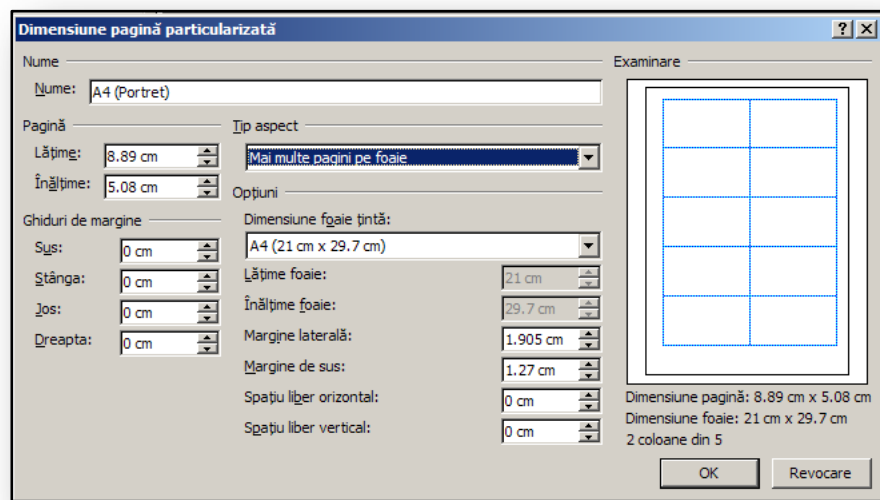 Dimensiune pagină particularizată
Nume
Nume: A4 (Portret)
Pagină
Lățime: 8.89 cm
Înălțime: 5.08 cm
Ghiduri de margine
Sus: 0 cm
Stânga: 0 cm
Jos: 0 cm
Dreapta: 0 cm
Tip aspect
Mai multe pagini pe foaie
Opțiuni
Dimensiune foaie țintă:
A4 (21 cm x 29.7 cm)
Lățime foaie: 21 cm
Înălțime foaie: 29.7 cm
Margine laterală: 1.905 cm
Margine de sus: 1.27 cm
Spațiu liber orizontal: 0 cm
Spațiu liber vertical: 0 cm
Examinare
Dimensiune pagină: 8.89 cm x 5.08 cm
Dimensiune foaie: 21 cm x 29.7 cm
2 coloane din 5
OK
Revocare